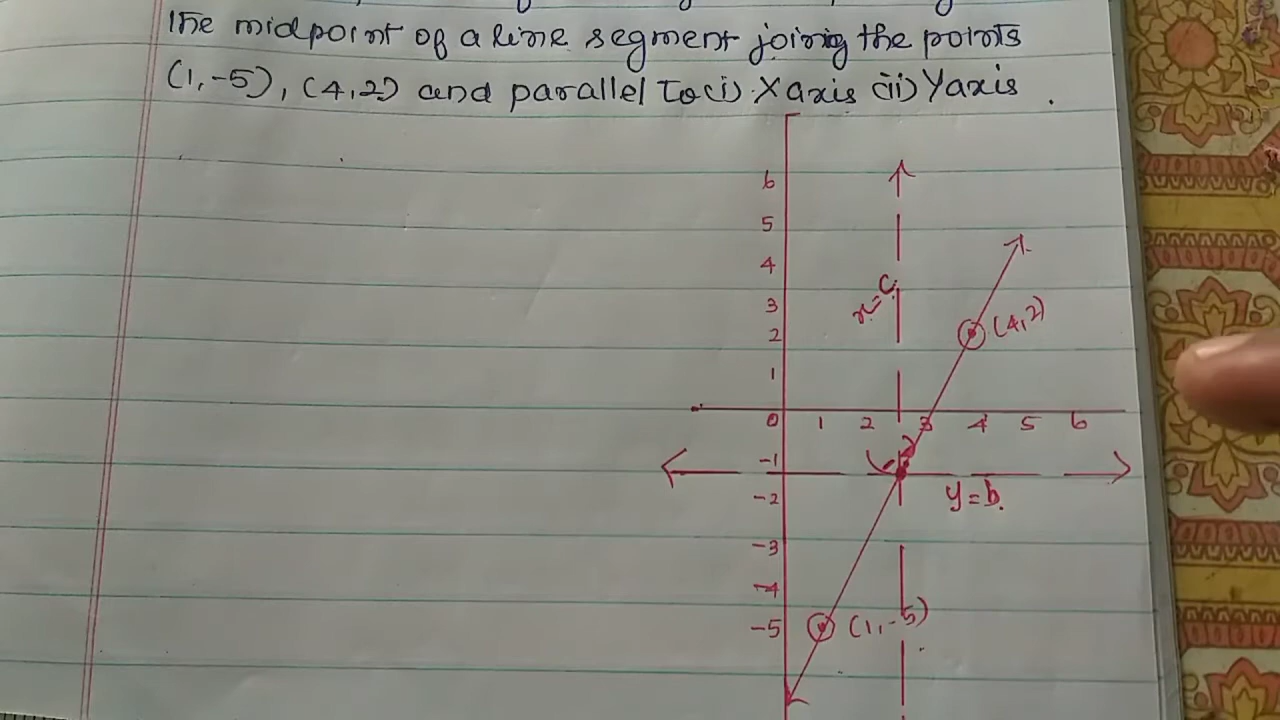 The midpoint of a line segment joining the points
(1,-5), (4,2) and parallel to (i) X axis (ii) Y axis .
6
5
4
x=c
3
(4,2)
2
1
0 1 2 3 4 5 6
-1
-2
y=b.
-3
-4
-5
(1,-5)